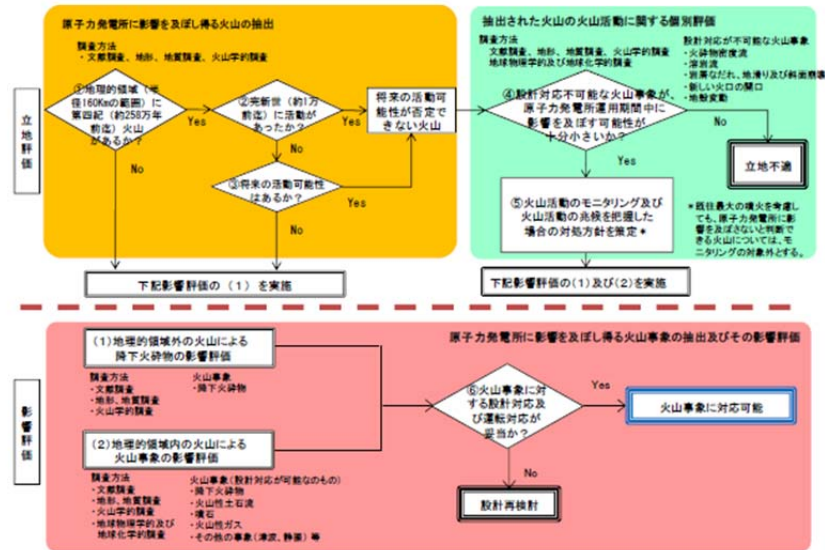 原子力発電所に影響を及ぼし得る火山の抽出
調査方法
・文献調査、地形、地質調査、火山学的調査
①地理的領域（半
径160Kmの範囲）に
第四紀（約258万年
前迄）火山
があるか？
Yes
No
②完新世（約1万
前迄）に活動が
あったか？
Yes
No
③将来の活動可能性
はあるか？
Yes
No
将来の活動可
能性が否定で
きない火山
下記影響評価の（1）を実施
立地評価
抽出された火山の火山活動に関する個別評価
調査方法
文献調査、地形、地質調査、火山学的調査
地球物理学的及び地球化学的調査
設計対応が不可能な火山事象
・火砕物密度流
・溶岩流
・岩屑なだれ、地滑り及び斜面崩壊
・新しい火口の開口
・地殻変動
④設計対応不可能な火山事象が、
原子力発電所運用期間中に
影響を及ぼす可能性が
十分小さいか？
No
Yes
立地不適
⑤火山活動のモニタリング及び
火山活動の兆候を把握した
場合の対処方針を策定＊
＊既往最大の噴火を考慮し
ても、原子力発電所に影
響を及ぼさないと判断で
きる火山については、モ
ニタリングの対象外とする。
下記影響評価の(1)及び(2)を実施
影響評価
原子力発電所に影響を及ぼし得る火山事象の抽出及びその影響評価
(1)地理的領域外の火山による
降下火砕物の影響評価
調査方法
・文献調査
・地形、地質調査
・火山学的調査
火山事象
・降下火砕物
(2)地理的領域内の火山による
火山事象の影響評価
調査方法
・文献調査
・地形、地質調査
・火山学的調査
・地球物理学的及び
地球化学的調査
火山事象(設計対応が可能なのもの)
・降下火砕物
・火山性土石流
・噴石
・火山性ガス
・その他の事象(津波、静振)等
⑥火山事象に対
する設計対応及
び運転対応が
妥当か？
Yes
火山事象に対応可能
No
設計再検討